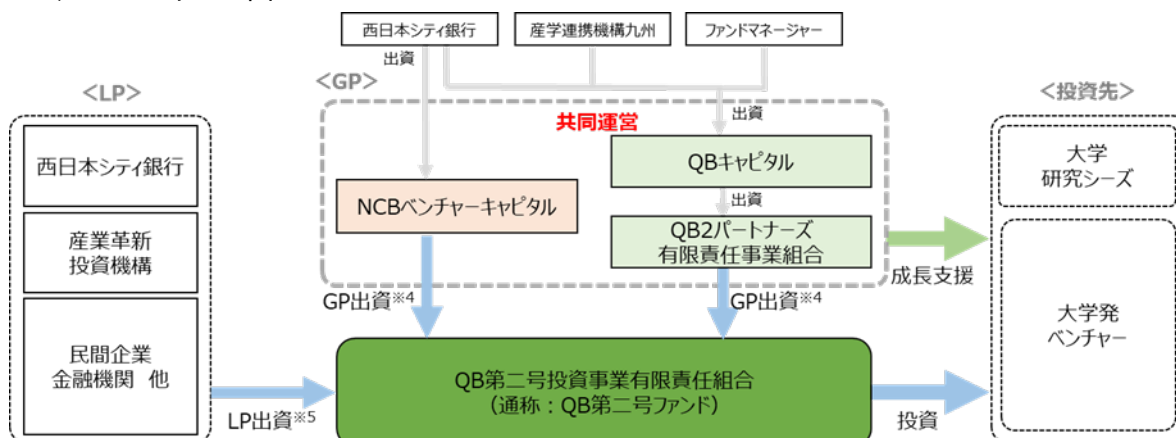 西日本シティ銀行
産学連携機構九州
ファンドマネージャー
出資
<GP>
<LP>
<投資先>
共同運営
出資
西日本シティ銀行
QBキャピタル
大学
研究シーズ
出資
NCBベンチャーキャピタル
産業革新
投資機構
QB2パートナーズ
有限責任事業組合
成長支援
GP出資※4
GP出資※4
大学発
ベンチャー
民間企業
金融機関 他
QB第二号投資事業有限責任組合
(通称:QB第二号ファンド)
LP出資※5
投資